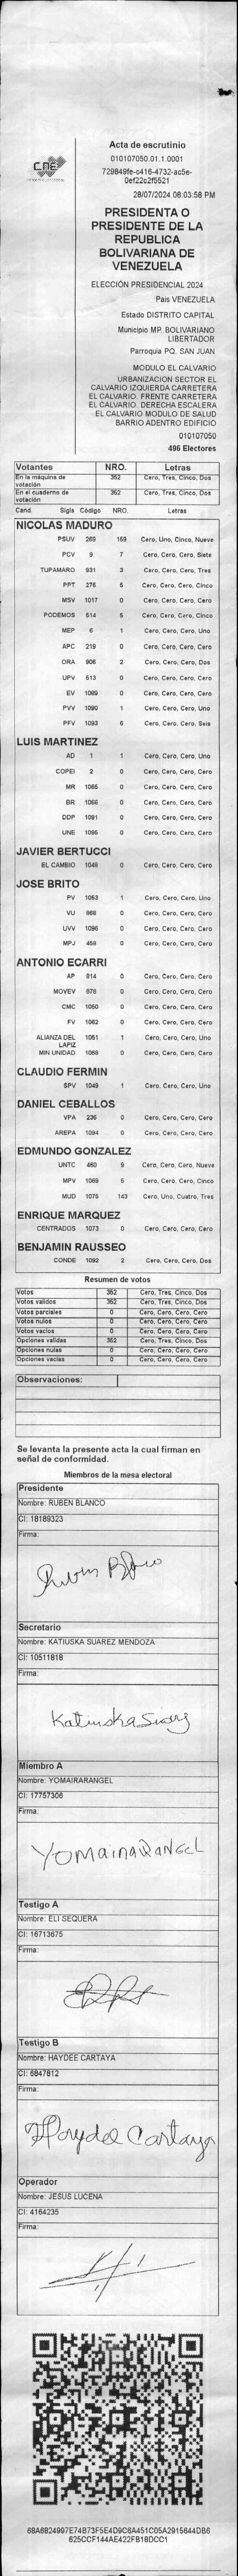 CNE
Acta de escrutinio
010107050.01.1.0001
729849fe-c416-4732-ac5e-
0ef22c2f5521
28/07/2024 08:03:58 PM
PRESIDENTA O
PRESIDENTE DE LA
REPUBLICA
BOLIVARIANA DE
VENEZUELA
ELECCIÓN PRESIDENCIAL 2024
Pais VENEZUELA
Estado DISTRITO CAPITAL
Municipio MP. BOLIVARIANO
LIBERTADOR
Parroquia PQ. SAN JUAN
MODULO EL CALVARIO
URBANIZACIÓN SECTOR EL
CALVARIO IZQUIERDA CARRETERA
EL CALVARIO. FRENTE CARRETERA
EL CALVARIO. DERECHA ESCALERA
EL CALVARIO MODULO DE SALUD
BARRIO ADENTRO EDIFICIO
010107050
496 Electores
Votantes NRO. Letras
En la máquina de votación 352 Cero, Tres, Cinco, Dos
En el cuaderno de votación 352 Cero, Tres, Cinco, Dos
Cand. Sigla Código NRO. Letras
NICOLAS MADURO
PSUV 269 159 Cero, Uno, Cinco, Nueve
PCV 9 7 Cero, Cero, Cero, Siete
TUPAMARO 931 3 Cero, Cero, Cero, Tres
PPT 276 5 Cero, Cero, Cero, Cinco
MSV 1017 0 Cero, Cero, Cero, Cero
PODEMOS 514 5 Cero, Cero, Cero, Cinco
MEP 6 1 Cero, Cero, Cero, Uno
APC 219 0 Cero, Cero, Cero, Cero
ORA 906 2 Cero, Cero, Cero, Dos
UPV 513 0 Cero, Cero, Cero, Cero
EV 1089 0 Cero, Cero, Cero, Cero
PVV 1090 1 Cero, Cero, Cero, Uno
PFV 1093 6 Cero, Cero, Cero, Seis
LUIS MARTINEZ
AD 1 1 Cero, Cero, Cero, Uno
COPEI 2 0 Cero, Cero, Cero, Cero
MR 1065 0 Cero, Cero, Cero, Cero
BR 1066 0 Cero, Cero, Cero, Cero
DDP 1091 0 Cero, Cero, Cero, Cero
UNE 1095 0 Cero, Cero, Cero, Cero
JAVIER BERTUCCI
EL CAMBIO 1048 0 Cero, Cero, Cero, Cero
JOSE BRITO
PV 1053 1 Cero, Cero, Cero, Uno
VU 868 0 Cero, Cero, Cero, Cero
UVV 1096 0 Cero, Cero, Cero, Cero
MPJ 459 0 Cero, Cero, Cero, Cero
ANTONIO ECARRI
AP 914 0 Cero, Cero, Cero, Cero
MOVEV 878 0 Cero, Cero, Cero, Cero
CMC 1050 0 Cero, Cero, Cero, Cero
FV 1062 0 Cero, Cero, Cero, Cero
ALIANZA DEL LAPIZ 1051 1 Cero, Cero, Cero, Uno
MIN UNIDAD 1068 0 Cero, Cero, Cero, Cero
CLAUDIO FERMIN
SPV 1049 1 Cero, Cero, Cero, Uno
DANIEL CEBALLOS
VPA 236 0 Cero, Cero, Cero, Cero
AREPA 1094 0 Cero, Cero, Cero, Cero
EDMUNDO GONZALEZ
UNTC 460 9 Cero, Cero, Cero, Nueve
MPV 1069 5 Cero, Cero, Cero, Cinco
MUD 1075 143 Cero, Uno, Cuatro, Tres
ENRIQUE MARQUEZ
CENTRADOS 1073 0 Cero, Cero, Cero, Cero
BENJAMIN RAUSSEO
CONDE 1092 2 Cero, Cero, Cero, Dos
Resumen de votos
Votos 352 Cero, Tres, Cinco, Dos
Votos validos 352 Cero, Tres, Cinco, Dos
Votos parciales 0 Cero, Cero, Cero, Cero
Votos nulos 0 Cero, Cero, Cero, Cero
Votos vacios 0 Cero, Cero, Cero, Cero
Opciones validas 352 Cero, Tres, Cinco, Dos
Opciones nulas 0 Cero, Cero, Cero, Cero
Opciones vacias 0 Cero, Cero, Cero, Cero
Observaciones:
Se levanta la presente acta la cual firman en
señal de conformidad.
Miembros de la mesa electoral
Presidente
Nombre: RUBEN BLANCO
CI: 18189323
Firma:
Ruben Blanco
Secretario
Nombre: KATIUSKA SUAREZ MENDOZA
CI: 10511818
Firma:
Katiuska Suarez
Miembro A
Nombre: YOMAIRARANGEL
CI: 17757306
Firma:
YOMAIRA RANGEL
Testigo A
Nombre: ELI SEQUERA
CI: 16713675
Firma:
Testigo B
Nombre: HAYDEE CARTAYA
CI: 6847812
Firma:
Haydee Cartaya
Operador
Nombre: JESUS LUCENA
CI: 4164235
Firma:
68A6824997E74B73F5E4D9C6A451C05A2915644DB6
625CCF144AE422FB18DCC1